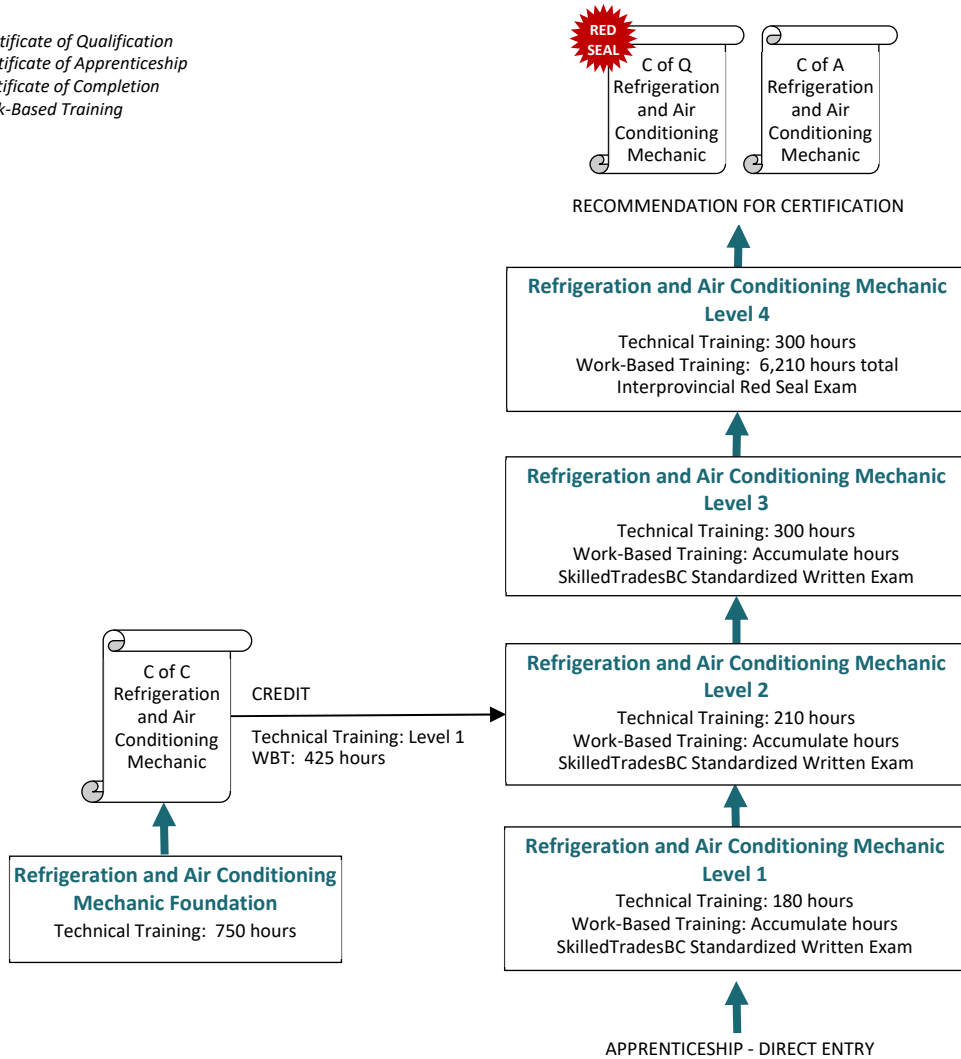 tificate of Qualification
tificate of Apprenticeship
tificate of Completion
k-Based Training
RED
SEAL
C of Q
Refrigeration
and Air
Conditioning
Mechanic
C of A
Refrigeration
and Air
Conditioning
Mechanic
RECOMMENDATION FOR CERTIFICATION
Refrigeration and Air Conditioning Mechanic
Level 4
Technical Training: 300 hours
Work-Based Training: 6,210 hours total
Interprovincial Red Seal Exam
Refrigeration and Air Conditioning Mechanic
Level 3
Technical Training: 300 hours
Work-Based Training: Accumulate hours
SkilledTradesBC Standardized Written Exam
C of C
Refrigeration
and Air
Conditioning
Mechanic
CREDIT
Technical Training: Level 1
WBT: 425 hours
Refrigeration and Air Conditioning Mechanic
Level 2
Technical Training: 210 hours
Work-Based Training: Accumulate hours
SkilledTradesBC Standardized Written Exam
Refrigeration and Air Conditioning
Mechanic Foundation
Technical Training: 750 hours
Refrigeration and Air Conditioning Mechanic
Level 1
Technical Training: 180 hours
Work-Based Training: Accumulate hours
SkilledTradesBC Standardized Written Exam
APPRENTICESHIP - DIRECT ENTRY